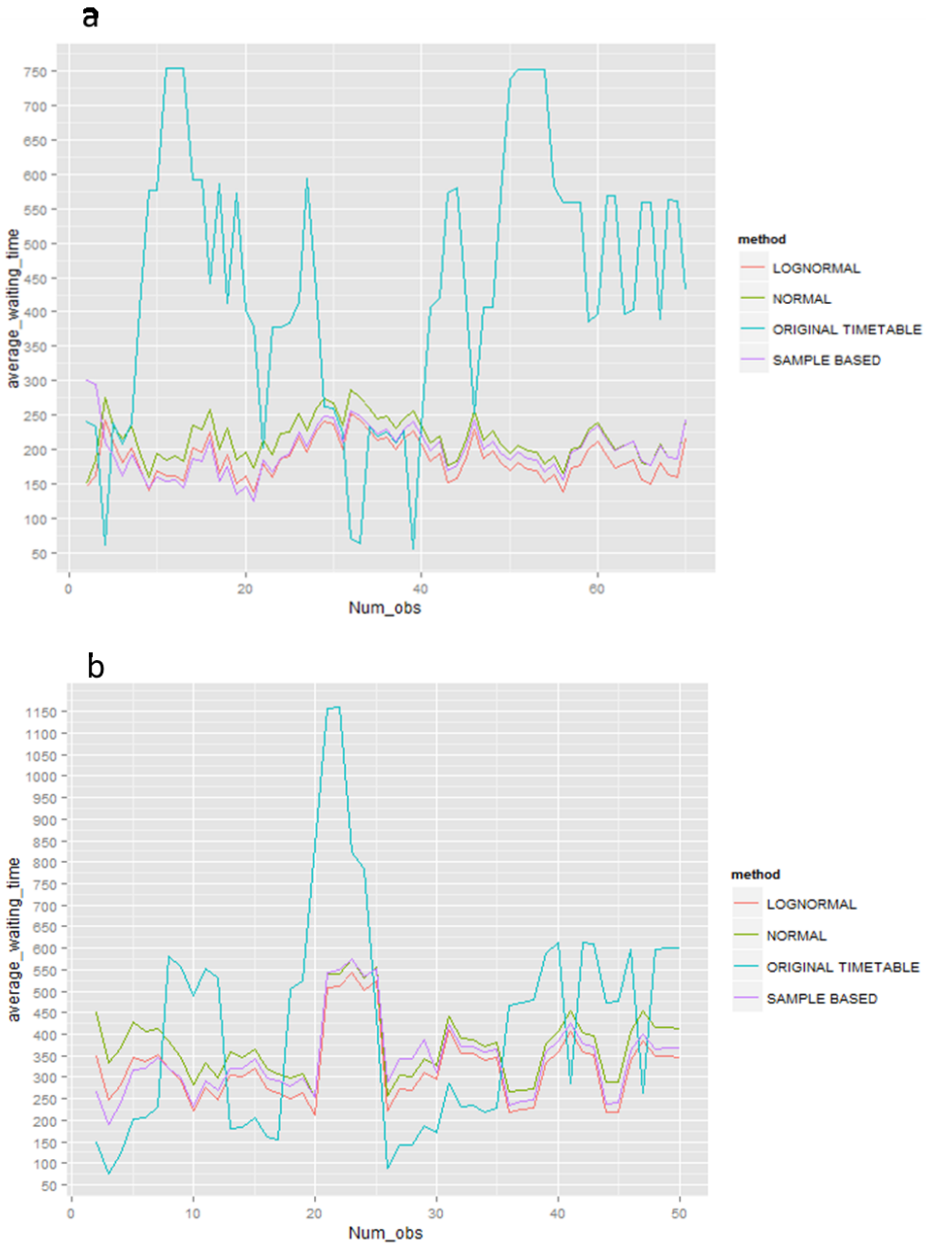 a
750
700
650
600
550
500
450
400
350
300
250
200
150
100
50
average_waiting_time
0 20 40 60
Num_obs
method
LOGNORMAL
NORMAL
ORIGINAL TIMETABLE
SAMPLE BASED
b
1150
1100
1050
1000
950
900
850
800
750
700
650
600
550
500
450
400
350
300
250
200
150
100
50
average_waiting_time
0 10 20 30 40 50
Num_obs
method
LOGNORMAL
NORMAL
ORIGINAL TIMETABLE
SAMPLE BASED